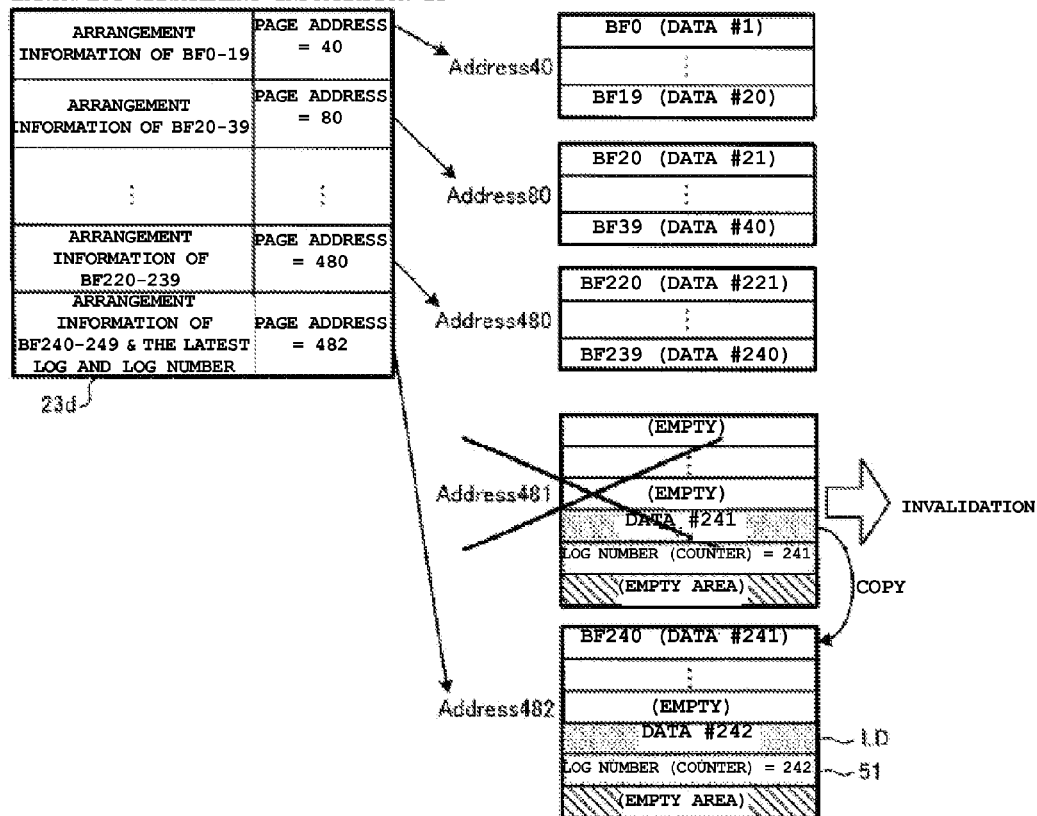 ARRANGEMENT
INFORMATION OF BF0-19
PAGE ADDRESS
= 40
ARRANGEMENT
INFORMATION OF BF20-39
PAGE ADDRESS
= 80
ARRANGEMENT
INFORMATION OF
BF220-239
PAGE ADDRESS
= 480
ARRANGEMENT
INFORMATION OF
BF240-249 & THE LATEST
LOG AND LOG NUMBER
PAGE ADDRESS
= 482
23d
Address40
BF0 (DATA #1)
BF19 (DATA #20)
Address80
BF20 (DATA #21)
BF39 (DATA #40)
Address480
BF220 (DATA #221)
BF239 (DATA #240)
Address481
(EMPTY)
(EMPTY)
DATA #241
LOG NUMBER (COUNTER) = 241
(EMPTY AREA)
INVALIDATION
COPY
Address482
BF240 (DATA #241)
(EMPTY)
DATA #242
LOG NUMBER (COUNTER) = 242
(EMPTY AREA)
LD
51